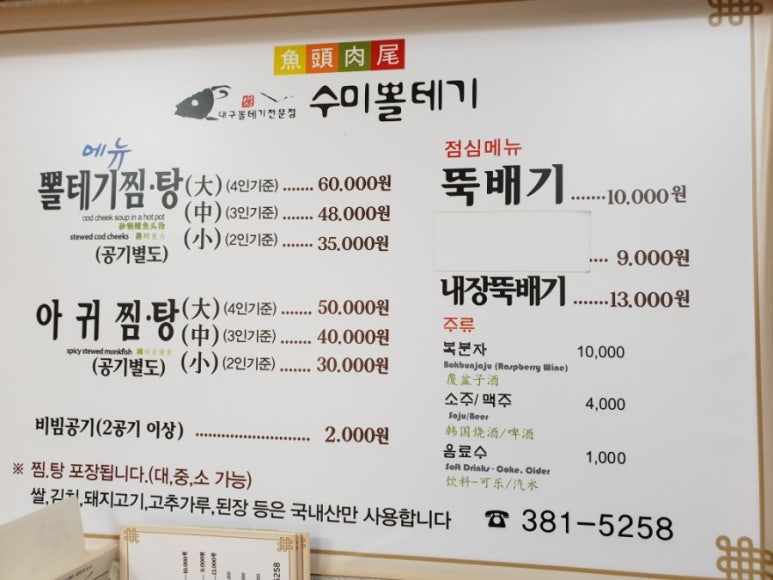 魚頭肉尾
대구뽈테기전문점 수미뽈테기
메뉴
뽈테기찜·탕 (大) (4인기준) ....... 60.000원
(中) (3인기준) ....... 48.000원
(小) (2인기준) ....... 35.000원
cod cheek soup in a hot pot
stewed cod cheeks
(공기별도)
아귀찜·탕 (大) (4인기준) ....... 50.000원
(中) (3인기준) ....... 40.000원
(小) (2인기준) ....... 30.000원
spicy stewed monkfish
(공기별도)
비빔공기(2공기 이상) ........................ 2.000원
점심메뉴
뚝배기 .......... 10.000원
.... 9.000원
내장뚝배기 ....... 13.000원
주류
복분자 10,000
Bokbunjaju (Raspberry Wine)
覆盆子酒
소주/ 맥주 4,000
Soju/Beer
韩国烧酒/啤酒
음료수 1,000
Soft Drinks - Coke, Cider
饮料-可乐/汽水
※ 찜.탕 포장됩니다.(대,중,소 가능)
쌀,김치,돼지고기,고추가루,된장 등은 국내산만 사용합니다 ☎ 381-5258